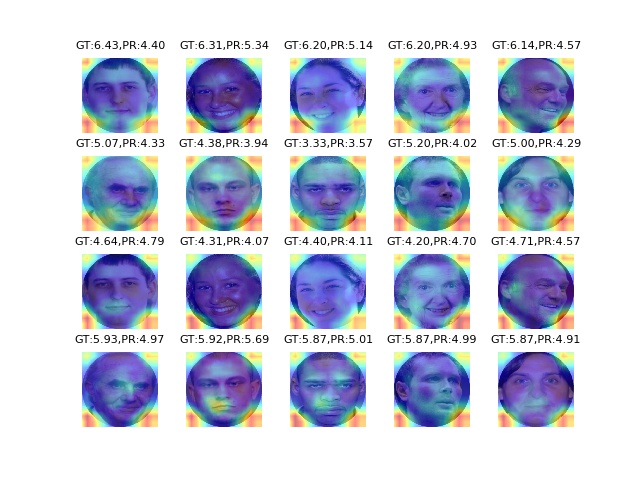 GT:6.43,PR:4.40 GT:6.31,PR:5.34 GT:6.20,PR:5.14 GT:6.20,PR:4.93 GT:6.14,PR:4.57
GT:5.07,PR:4.33 GT:4.38,PR:3.94 GT:3.33,PR:3.57 GT:5.20,PR:4.02 GT:5.00,PR:4.29
GT:4.64,PR:4.79 GT:4.31,PR:4.07 GT:4.40,PR:4.11 GT:4.20,PR:4.70 GT:4.71,PR:4.57
GT:5.93,PR:4.97 GT:5.92,PR:5.69 GT:5.87,PR:5.01 GT:5.87,PR:4.99 GT:5.87,PR:4.91